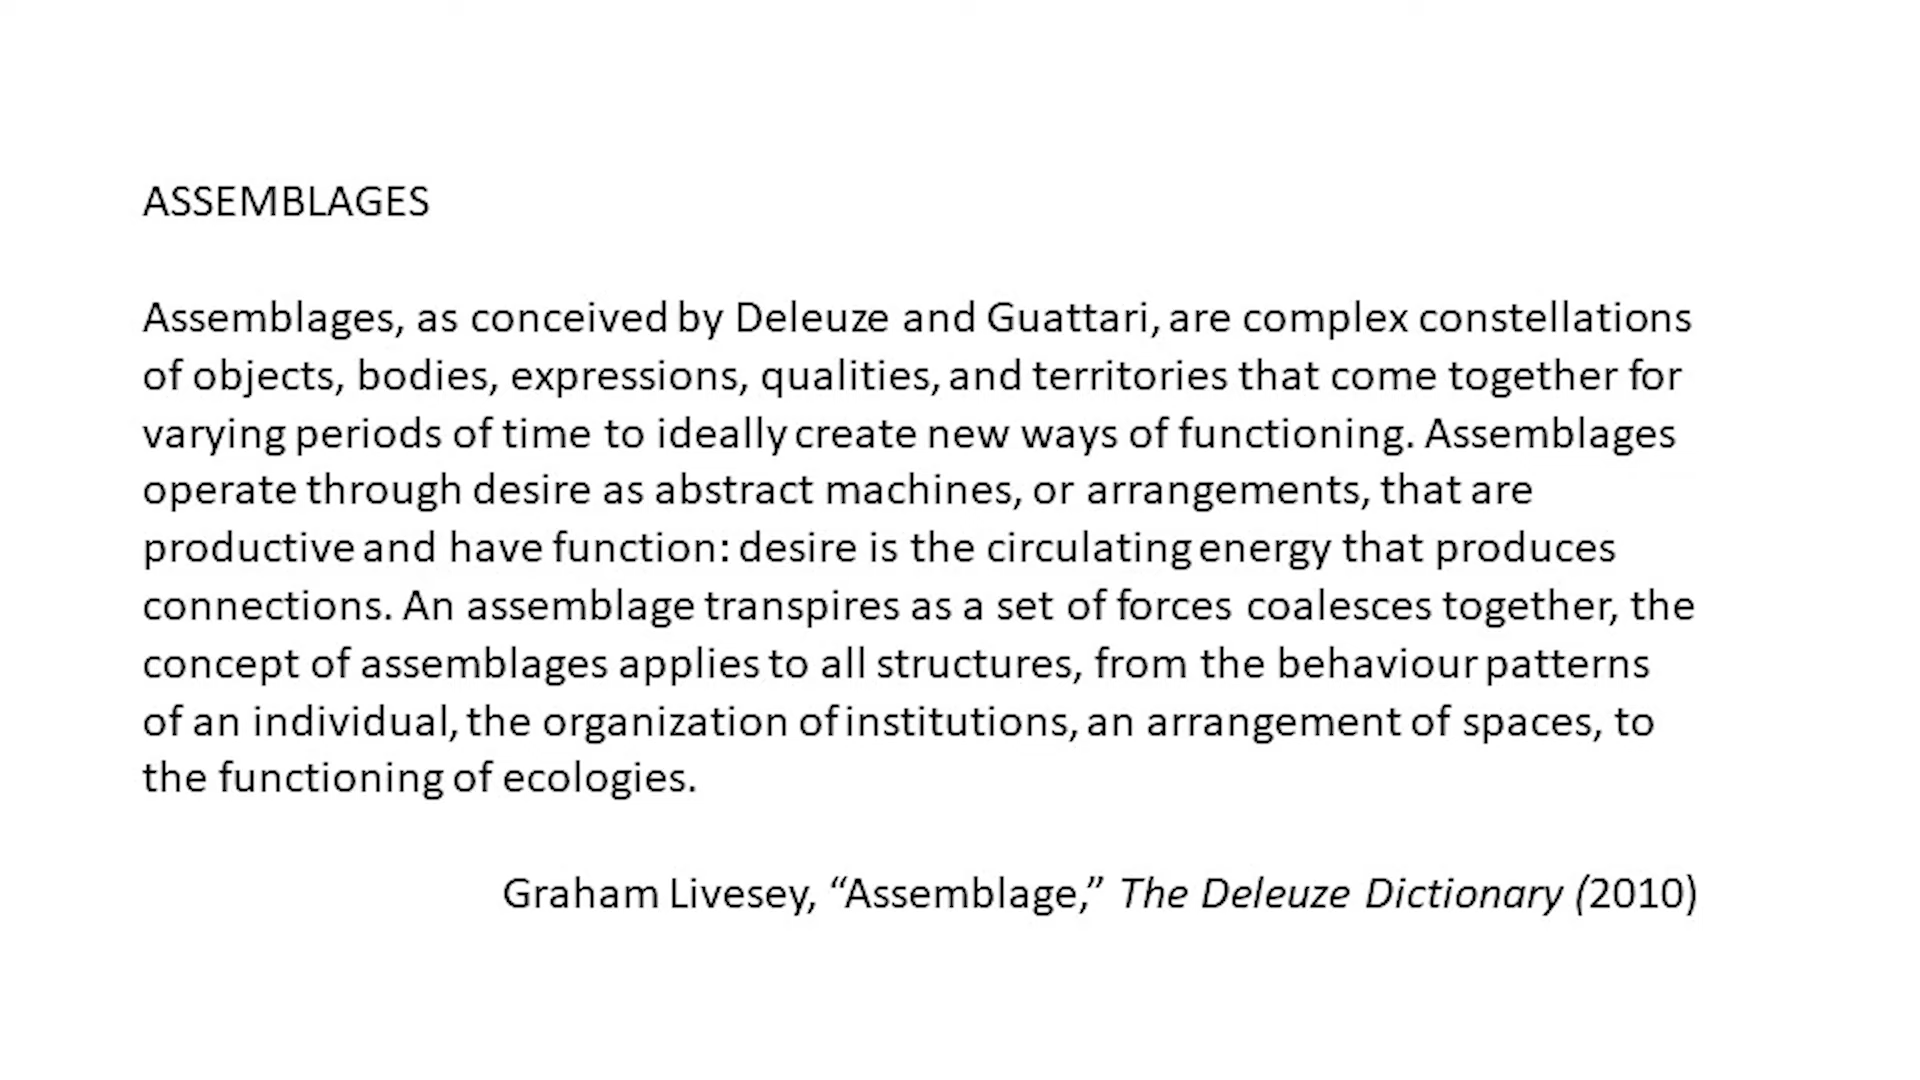 ASSEMBLAGES
Assemblages, as conceived by Deleuze and Guattari, are complex constellations
of objects, bodies, expressions, qualities, and territories that come together for
varying periods of time to ideally create new ways of functioning. Assemblages
operate through desire as abstract machines, or arrangements, that are
productive and have function: desire is the circulating energy that produces
connections. An assemblage transpires as a set of forces coalesces together, the
concept of assemblages applies to all structures, from the behaviour patterns
of an individual, the organization of institutions, an arrangement of spaces, to
the functioning of ecologies.
Graham Livesey, “Assemblage,” The Deleuze Dictionary (2010)